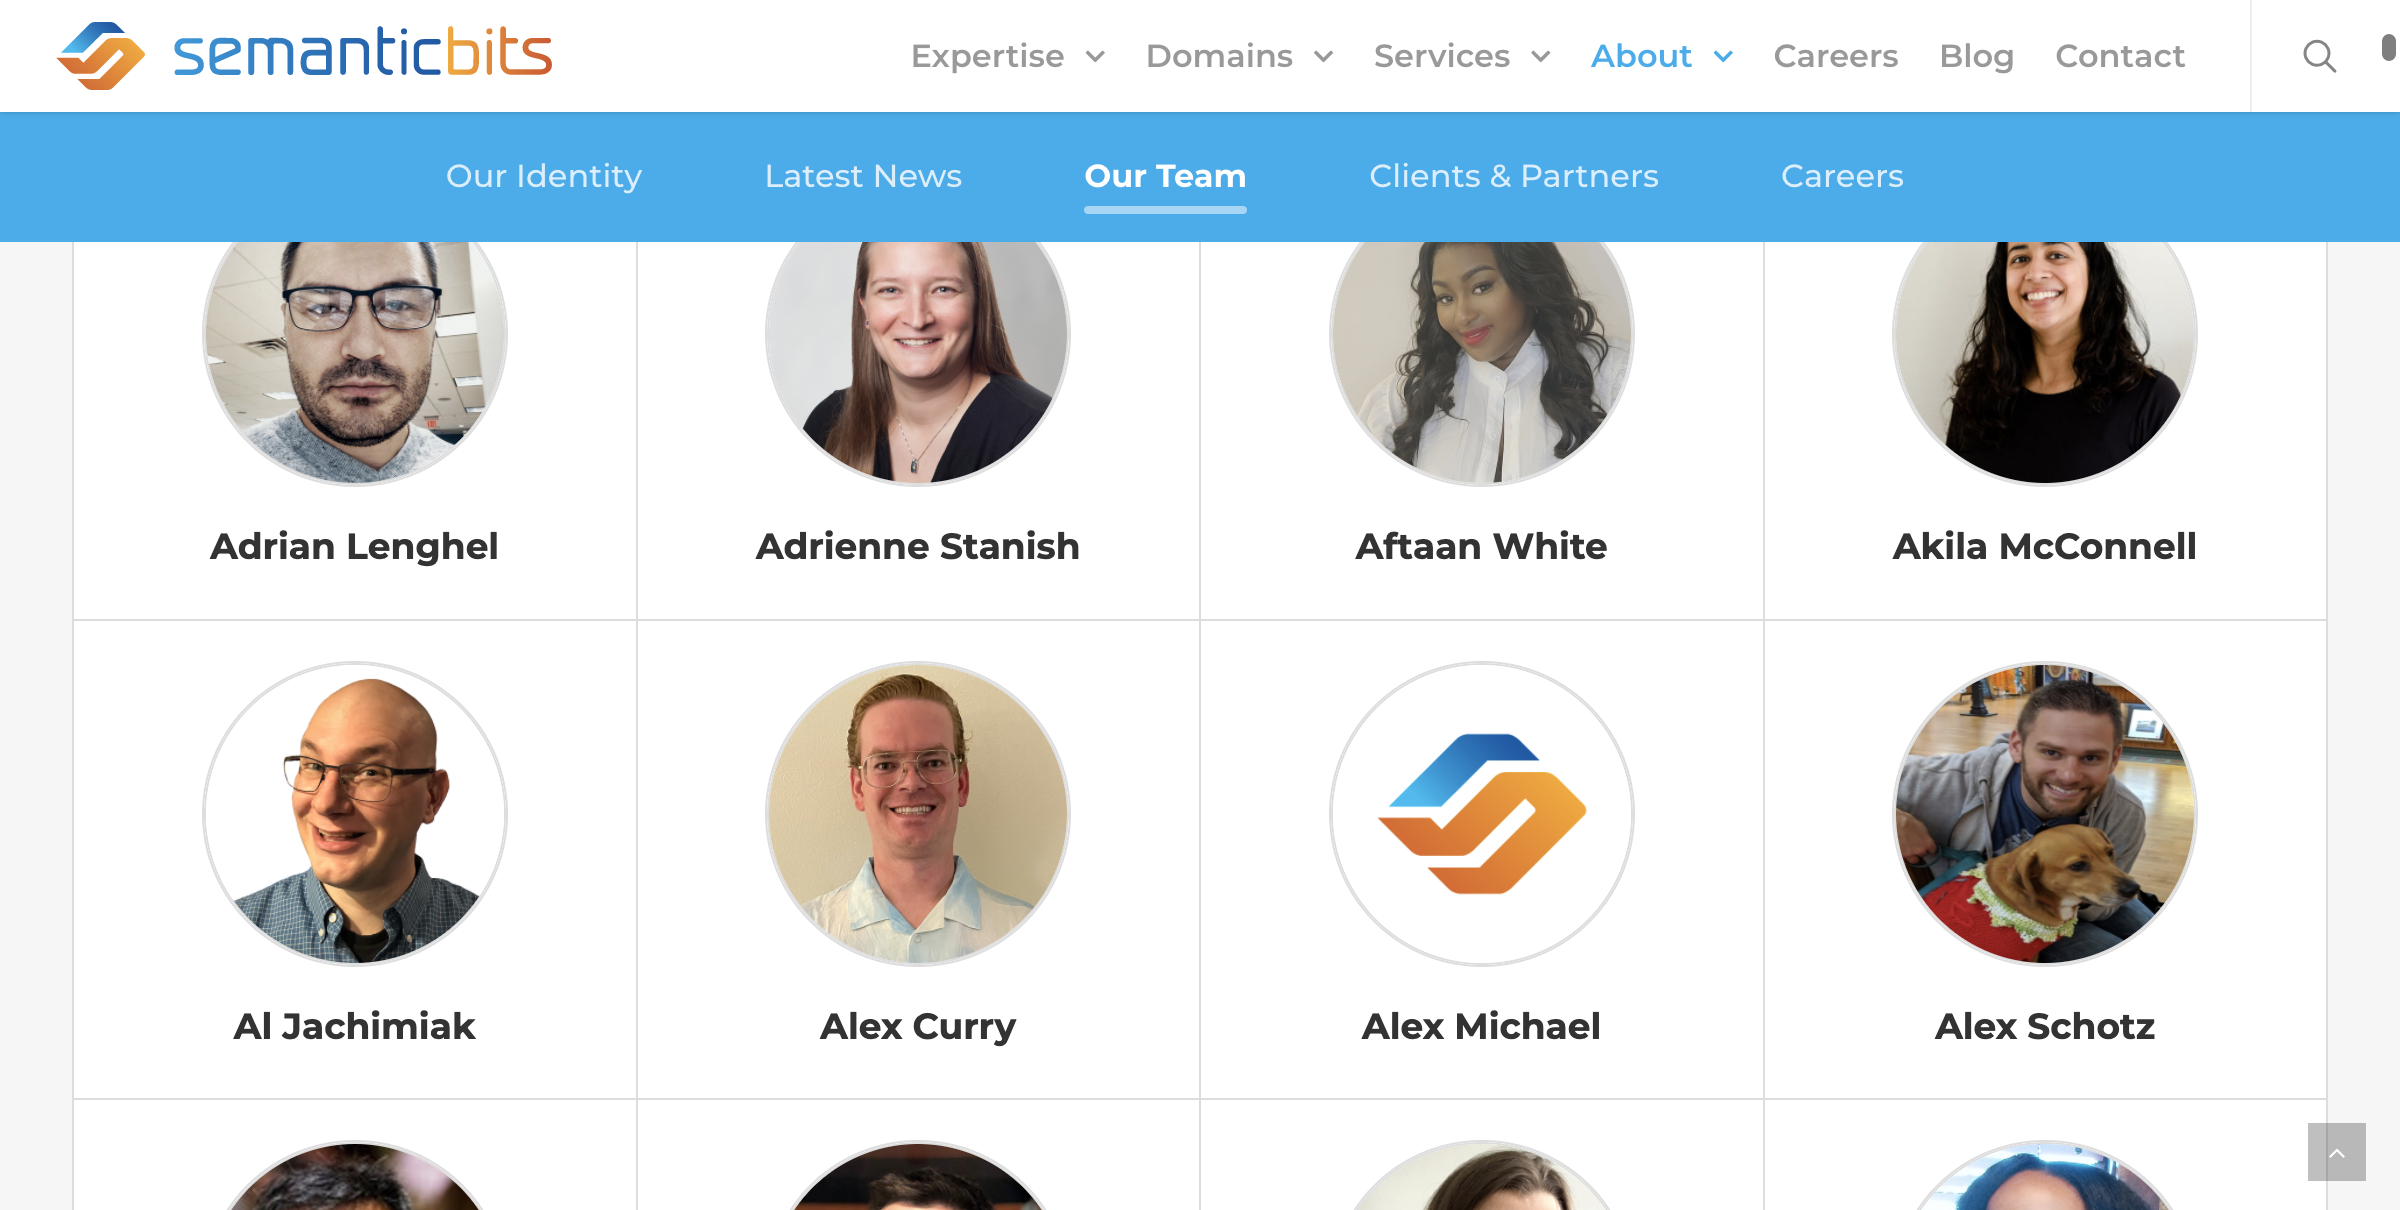 semanticbits
Expertise Domains Services About Careers Blog Contact
Our Identity Latest News Our Team Clients & Partners Careers
Adrian Lenghel Adrienne Stanish Aftaan White Akila McConnell
Al Jachimiak Alex Curry Alex Michael Alex Schotz